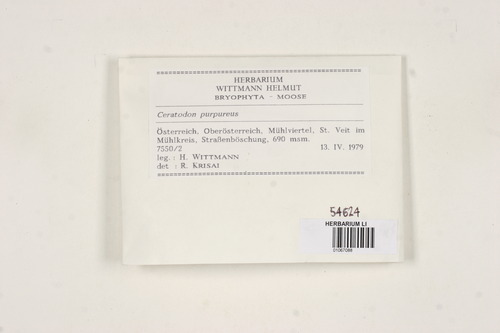 HERBARIUM
WITTMANN HELMUT
BRYOPHYTA - MOOSE
Ceratodon purpureus
Österreich, Oberösterreich, Mühlviertel, St. Veit im
Mühlkreis, Straßenböschung, 690 msm.
7550/2 13. IV. 1979
leg.: H. WITTMANN
det : R. KRISAI
54624
HERBARIUM LI